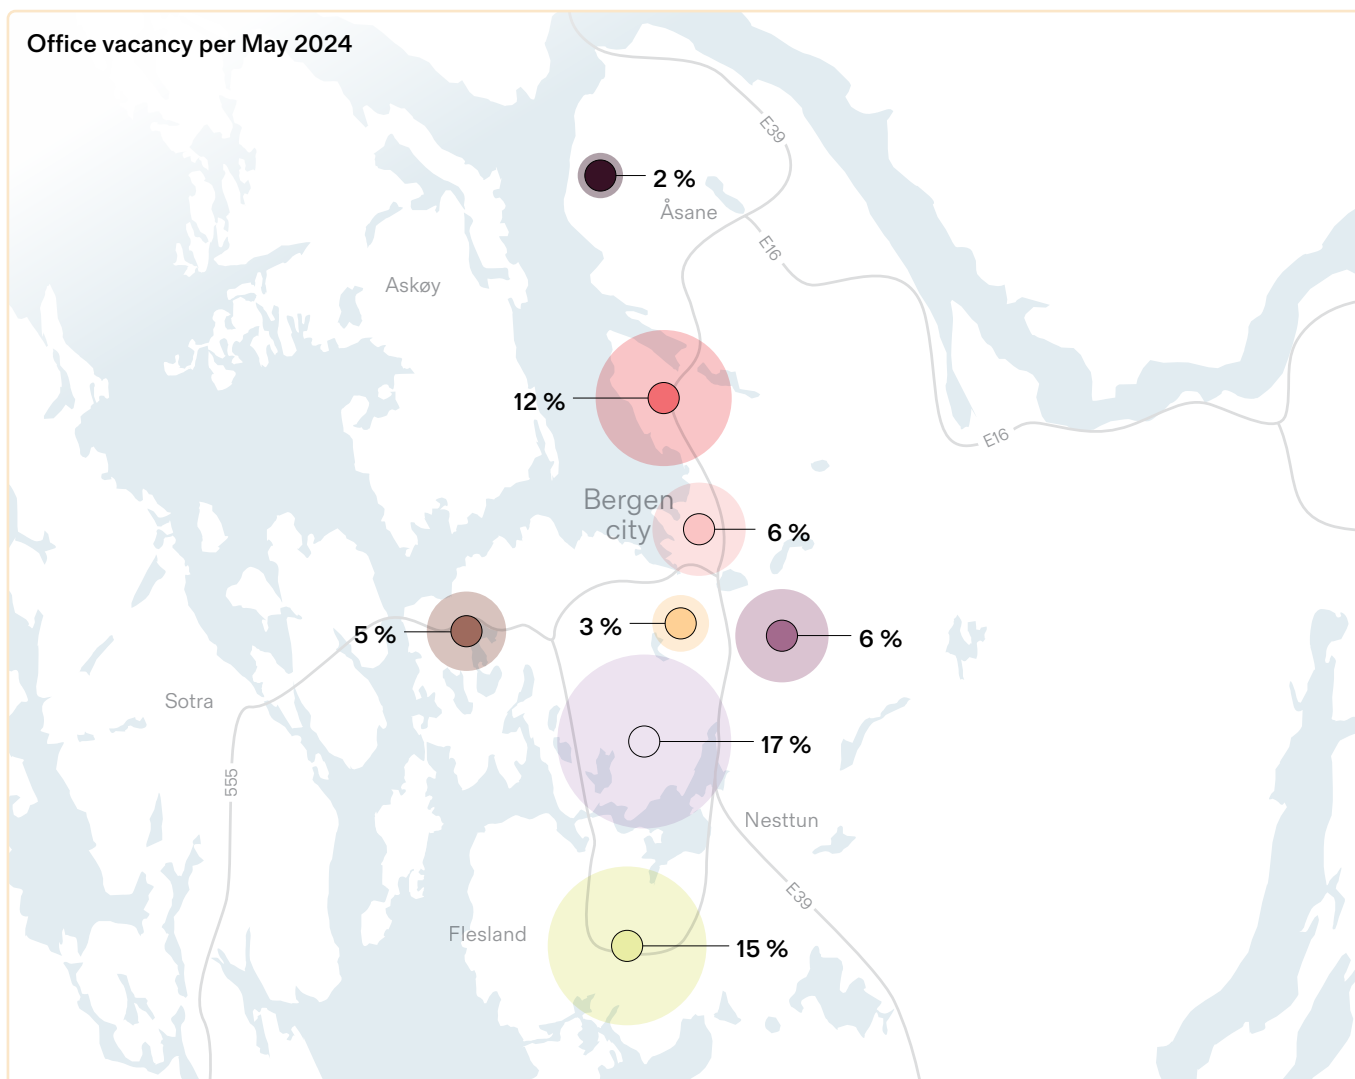 Office vacancy per May 2024
E39
2 %
Åsane
E16
Askøy
12 %
E16
Bergen
city
6 %
5 %
3 %
6 %
Sotra
17 %
555
Nesttun
E39
Flesland
15 %